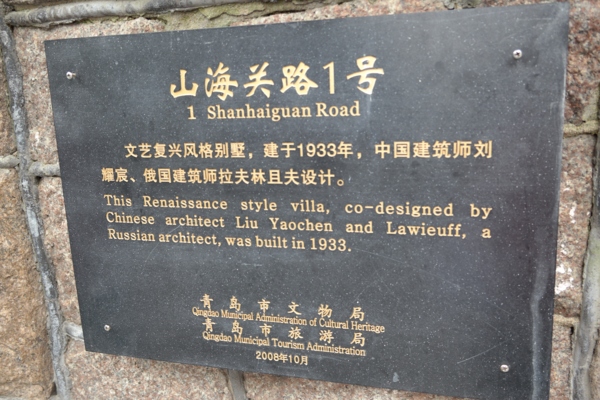 山海关路1号
1 Shanhaiguan Road
文艺复兴风格别墅，建于1933年，中国建筑师刘
耀宸、俄国建筑师拉夫林且夫设计。
This Renaissance style villa, co-designed by
Chinese architect Liu Yaochen and Lawieuff, a
Russian architect, was built in 1933.
青岛市文物局
Qingdao Municipal Administration of Cultural Heritage
青岛市旅游局
Qingdao Municipal Tourism Administration
2008年10月